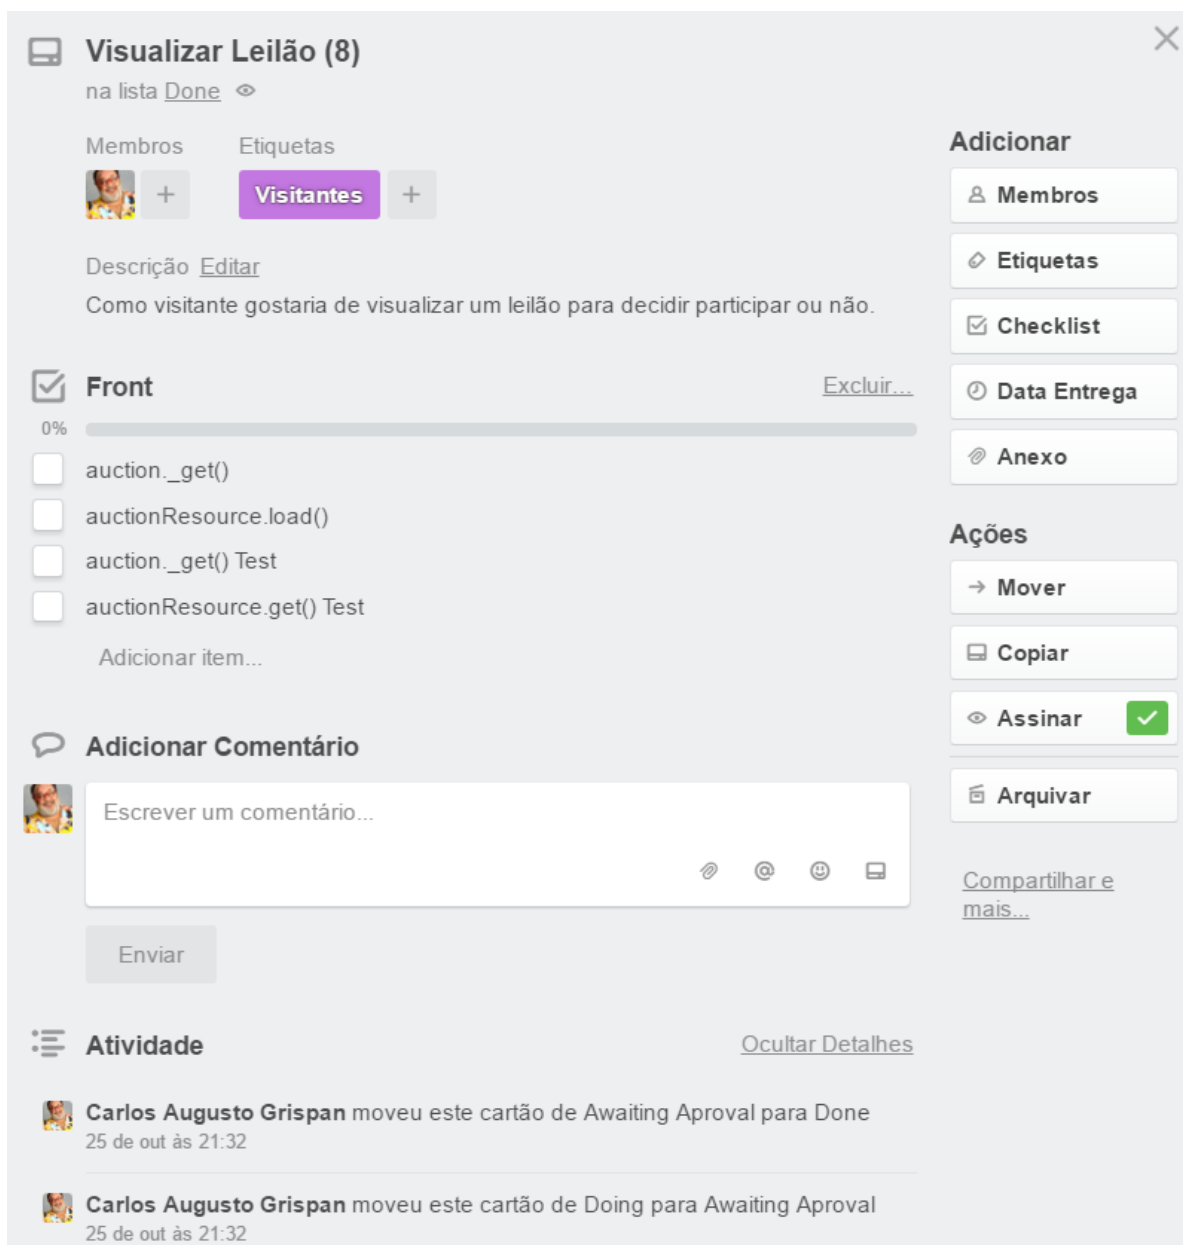 Visualizar Leilão (8)
na lista Done
Membros
Etiquetas
Visitantes
Descrição Editar
Como visitante gostaria de visualizar um leilão para decidir participar ou não.
Front
Excluir...
0%
auction._get()
auctionResource.load()
auction._get() Test
auctionResource.get() Test
Adicionar item...
Adicionar Comentário
Escrever um comentário...
Enviar
Atividade
Ocultar Detalhes
Carlos Augusto Grispan moveu este cartão de Awaiting Aproval para Done
25 de out às 21:32
Carlos Augusto Grispan moveu este cartão de Doing para Awaiting Aproval
25 de out às 21:32
Adicionar
Membros
Etiquetas
Checklist
Data Entrega
Anexo
Ações
Mover
Copiar
Assinar
Arquivar
Compartilhar e
mais...